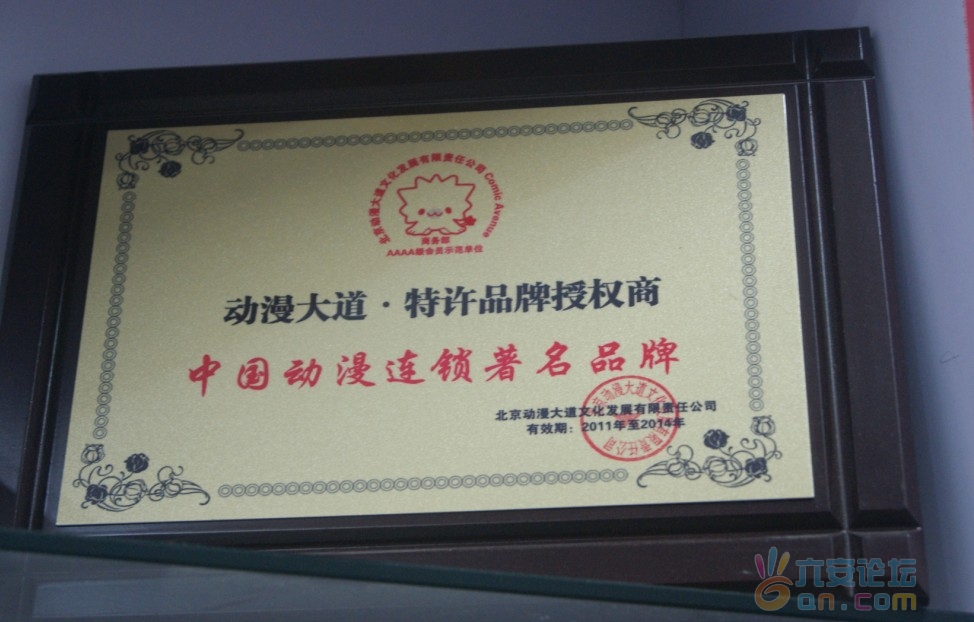 北京动漫大道文化发展有限责任公司 Comic Avenue
商务部
AAAA级会员示范单位
动漫大道·特许品牌授权商
中国动漫连锁著名品牌
北京动漫大道文化发展有限责任公司
有效期：2011年至2014年
六安论坛
6an.com